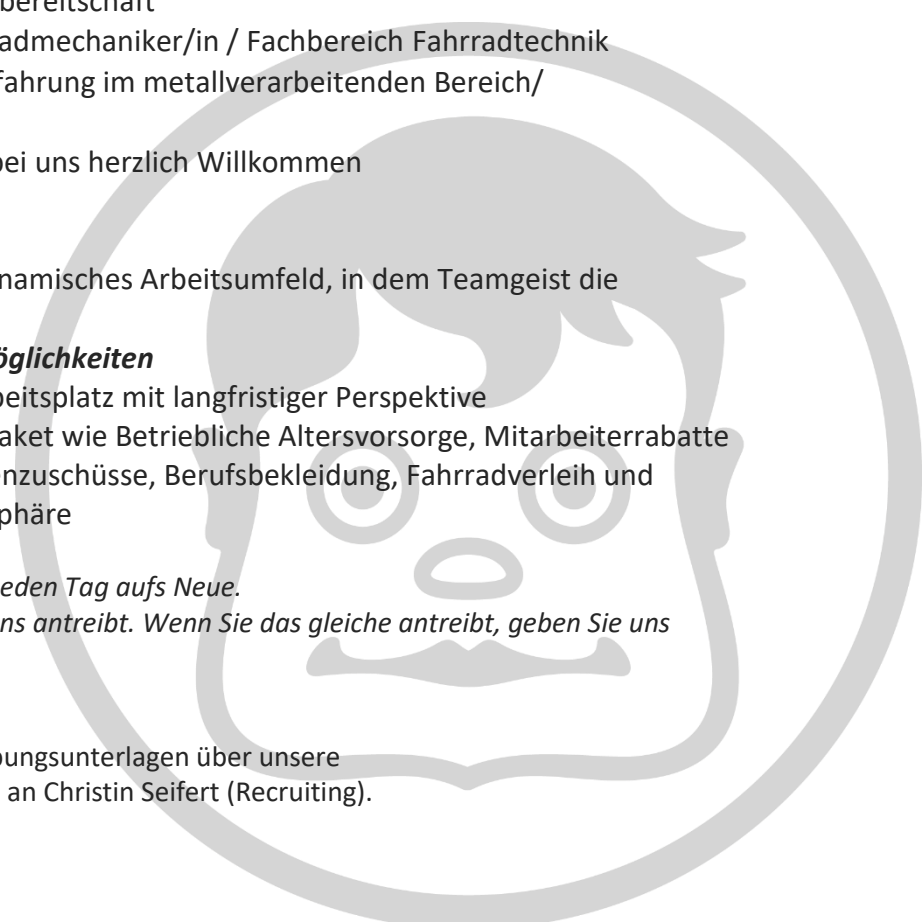 bereitschaft
admechaniker/in / Fachbereich Fahrradtechnik
fahrung im metallverarbeitenden Bereich/
bei uns herzlich Willkommen
namisches Arbeitsumfeld, in dem Teamgeist die
öglichkeiten
beitsplatz mit langfristiger Perspektive
aket wie Betriebliche Altersvorsorge, Mitarbeiterrabatte
enzuschüsse, Berufsbekleidung, Fahrradverleih und
phäre
eden Tag aufs Neue.
ns antreibt. Wenn Sie das gleiche antreibt, geben Sie uns
bungsunterlagen über unsere
an Christin Seifert (Recruiting).